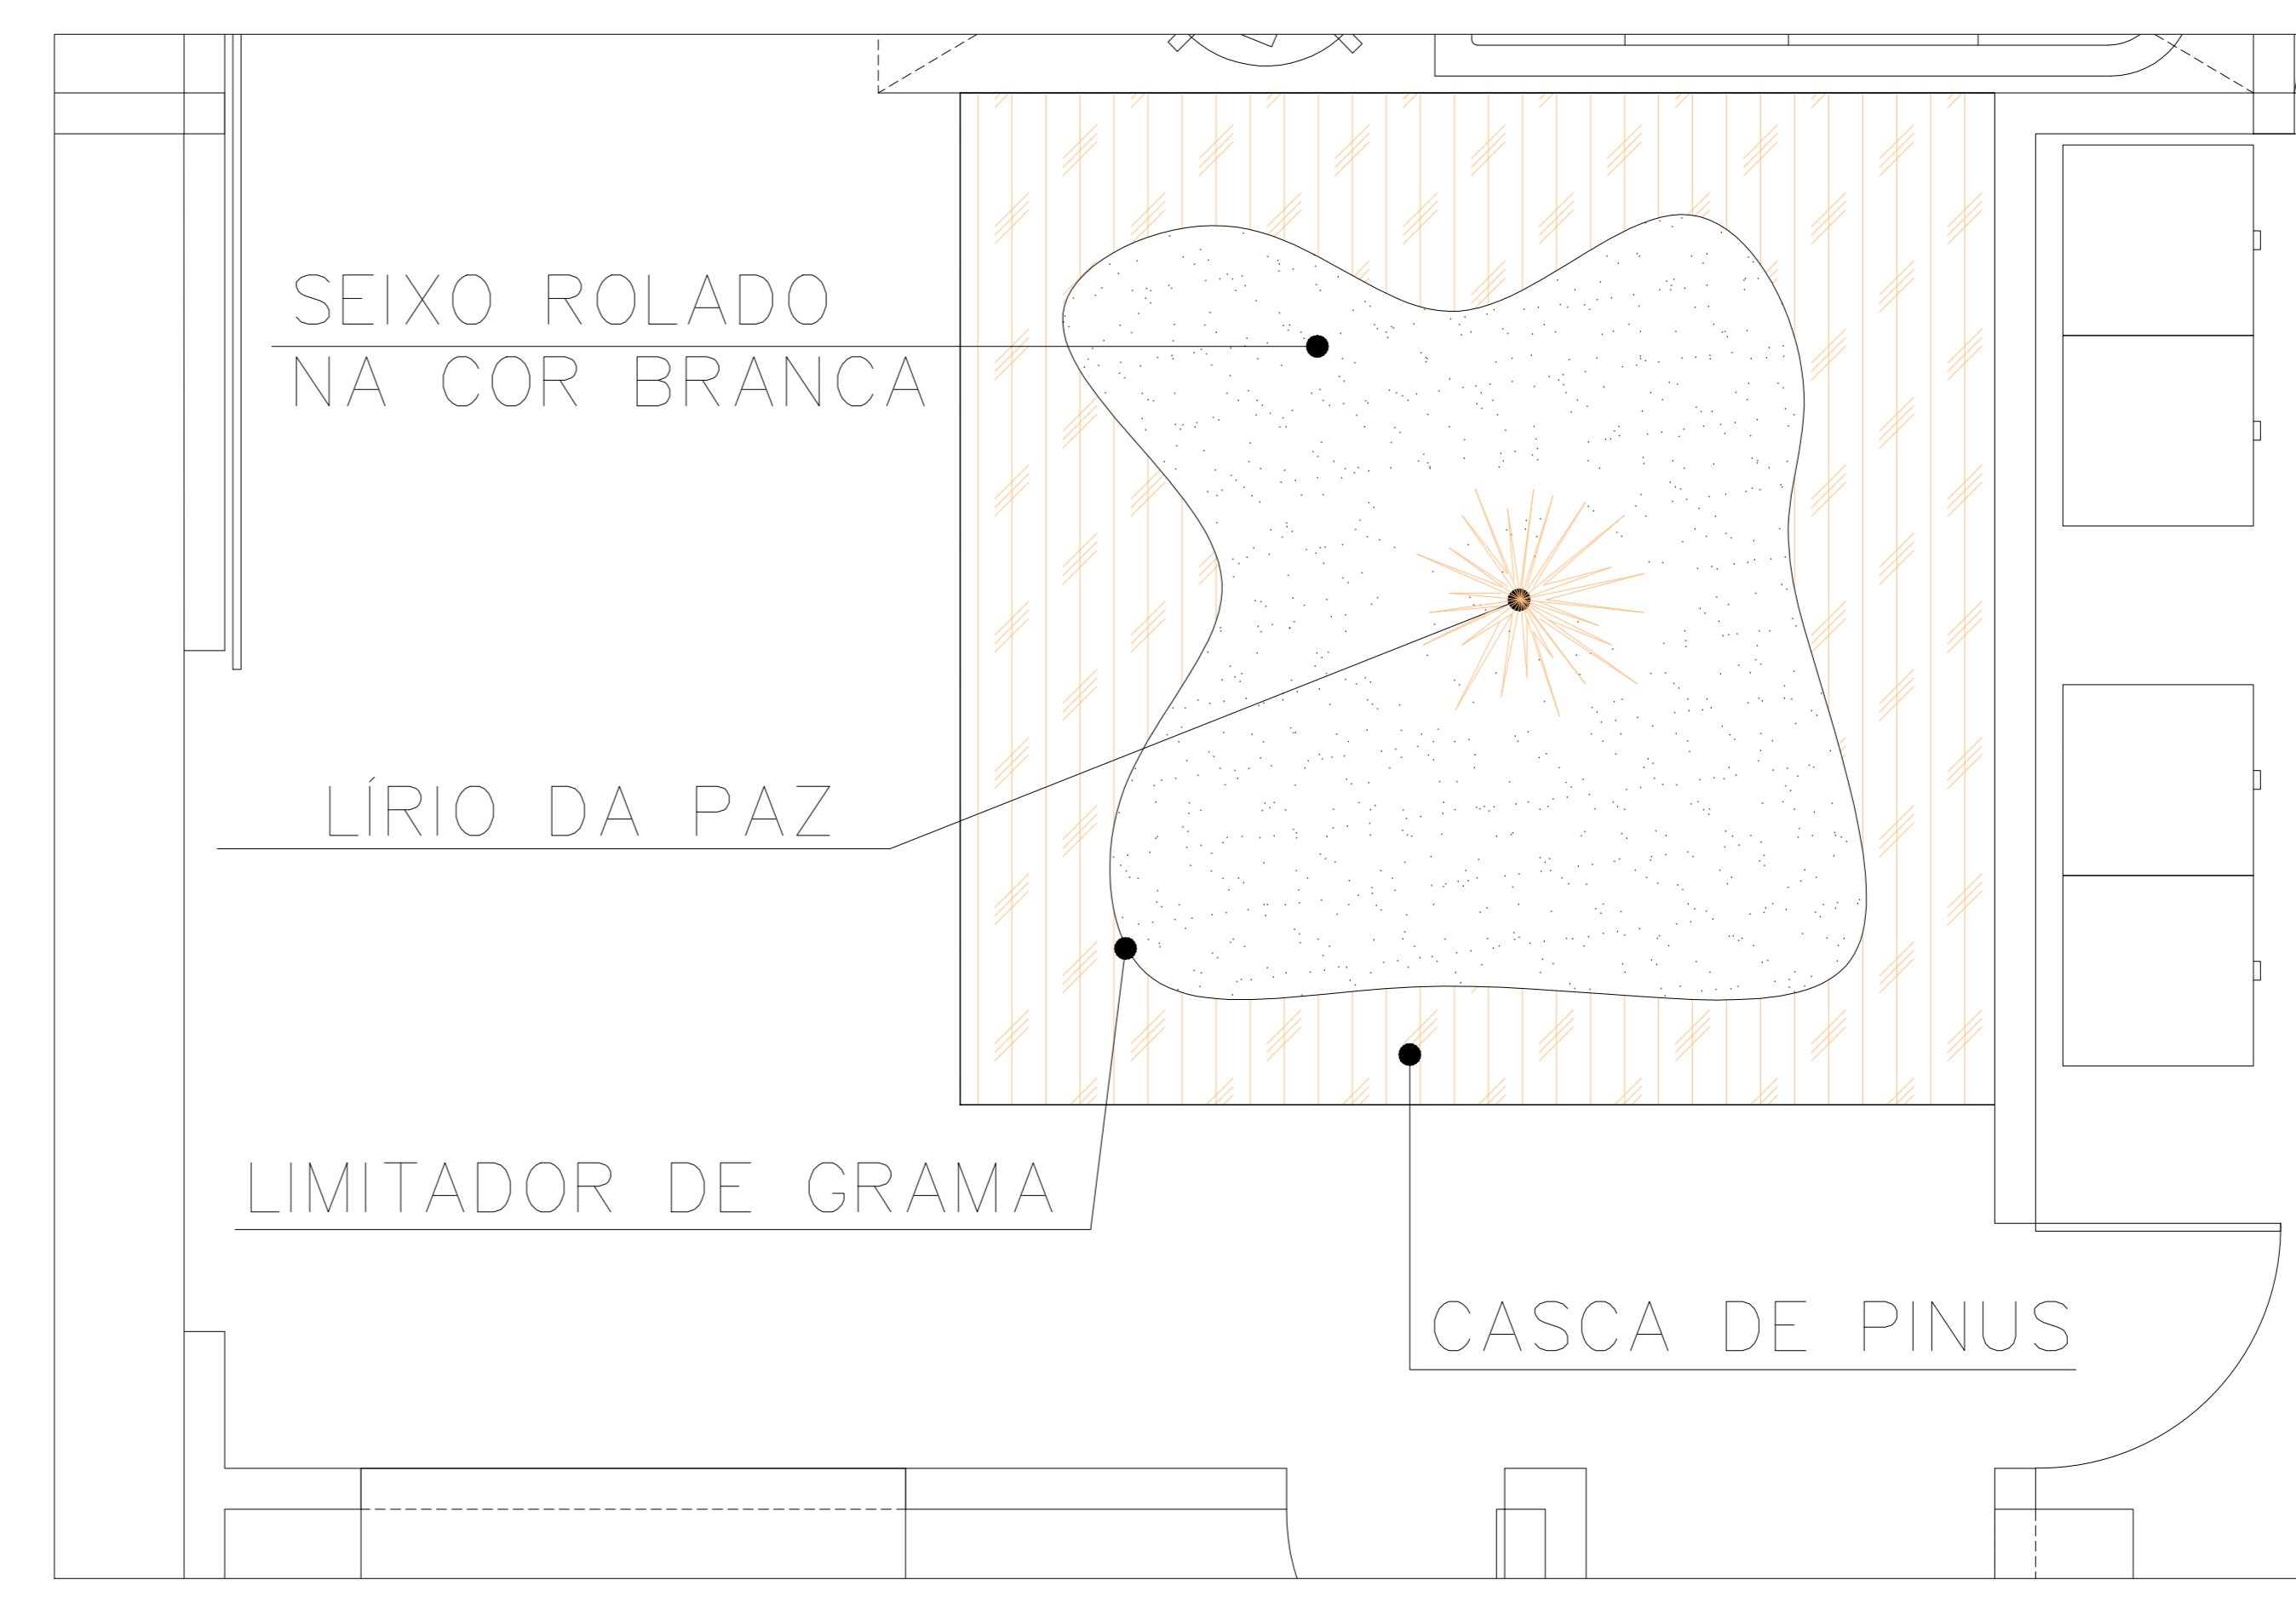 SEIXO ROLADO
NA COR BRANCA
LÍRIO DA PAZ
LIMITADOR DE GRAMA
CASCA DE PINUS